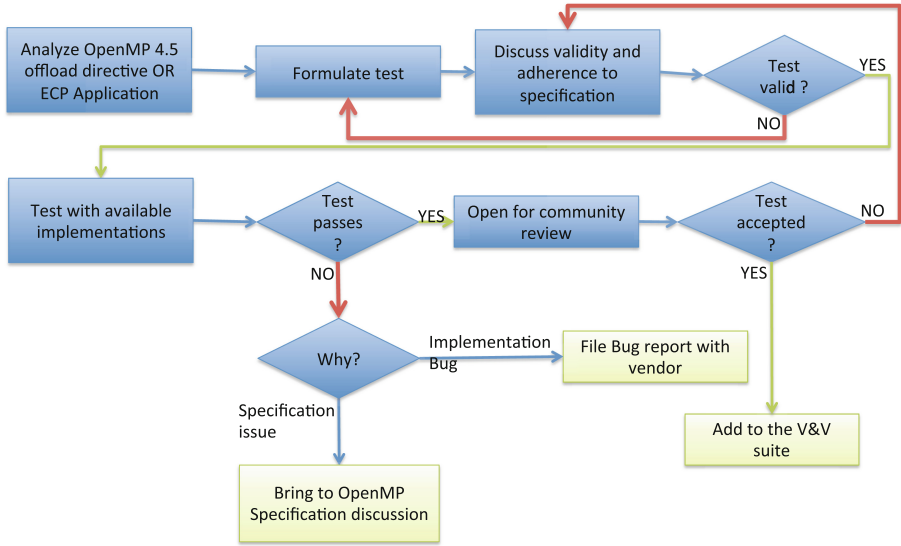 Analyze OpenMP 4.5
offload directive OR
ECP Application
Formulate test
Discuss validity and
adherence to
specification
Test
valid ?
YES
NO
Test with available
implementations
Test
passes
?
YES
NO
Open for community
review
Test
accepted
?
NO
YES
Why?
Implementation
Bug
File Bug report with
vendor
Specification
issue
Add to the V&V
suite
Bring to OpenMP
Specification discussion